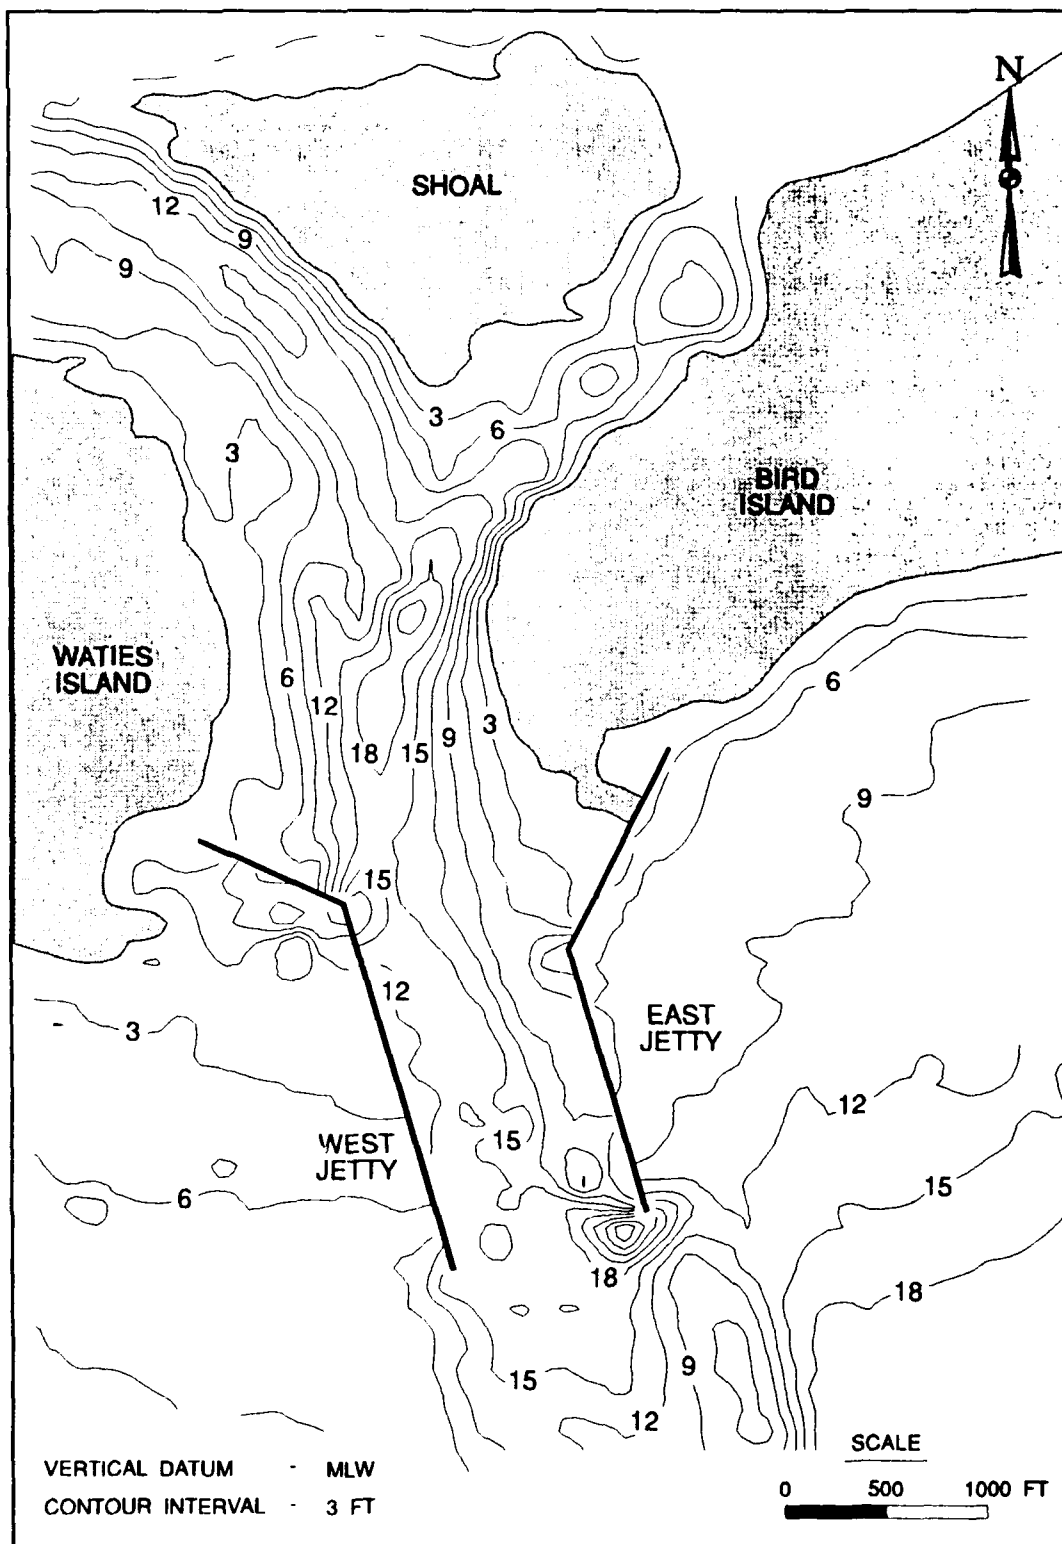 N
SHOAL
12
9
9
3
6
3
BIRD
ISLAND
WATIES
ISLAND
6
12
6
3
9
18
15
9
15
12
EAST
JETTY
3
12
WEST
JETTY
15
15
6
18
18
9
15
12
SCALE
VERTICAL DATUM - MLW
0 500 1000 FT
CONTOUR INTERVAL - 3 FT